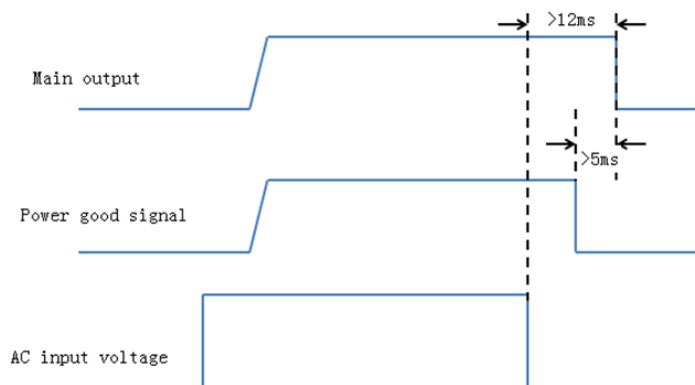 >12ms
Main output
>5ms
Power good signal
AC input voltage